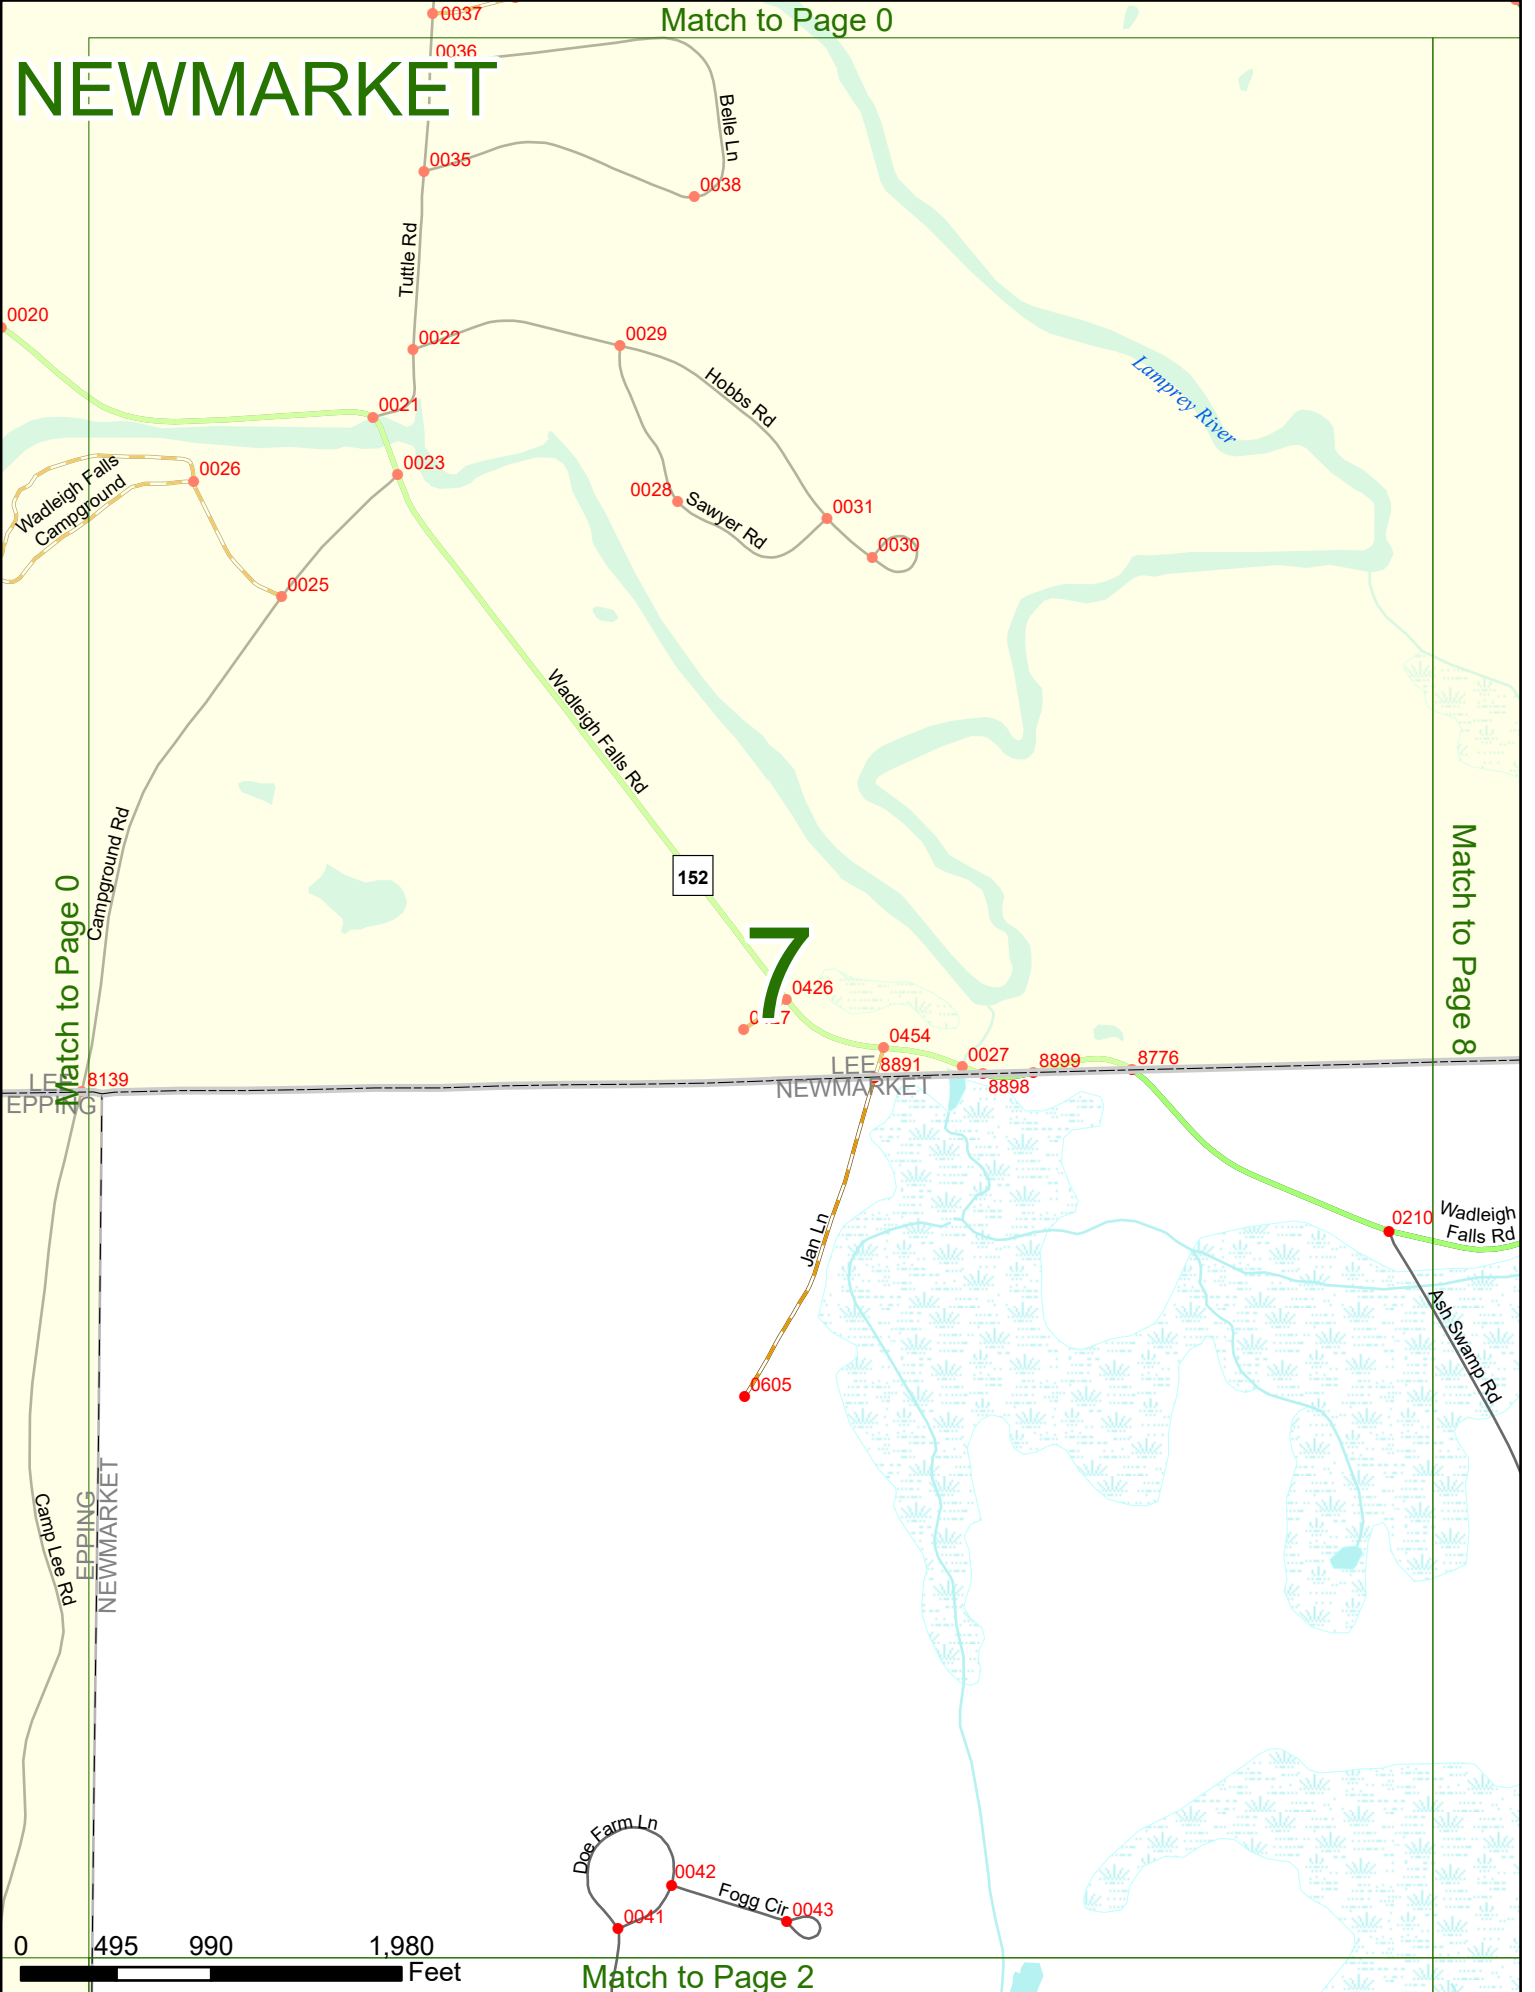 Match to Page 0
0037
0036
NEWMARKET
Belle Ln
0035
0038
Tuttle Rd
0020
0022
0029
Hobbs Rd
Lamprey River
0021
0023
0026
Wadleigh Falls
Campground
0028
Sawyer Rd
0031
0030
0025
Wadleigh Falls Rd
Campground Rd
152
Match to Page 0
Match to Page 8
7
0426
0454
0027
8899
8776
LEE
8891
NEWMARKET
8898
8139
EPPING
0210
Wadleigh
Falls Rd
Jan Ln
Ash Swamp Rd
0605
EPPING
NEWMARKET
Camp Lee Rd
Doe Farm Ln
0042
Fogg Cir
0043
0041
0 495 990 1,980
Feet
Match to Page 2